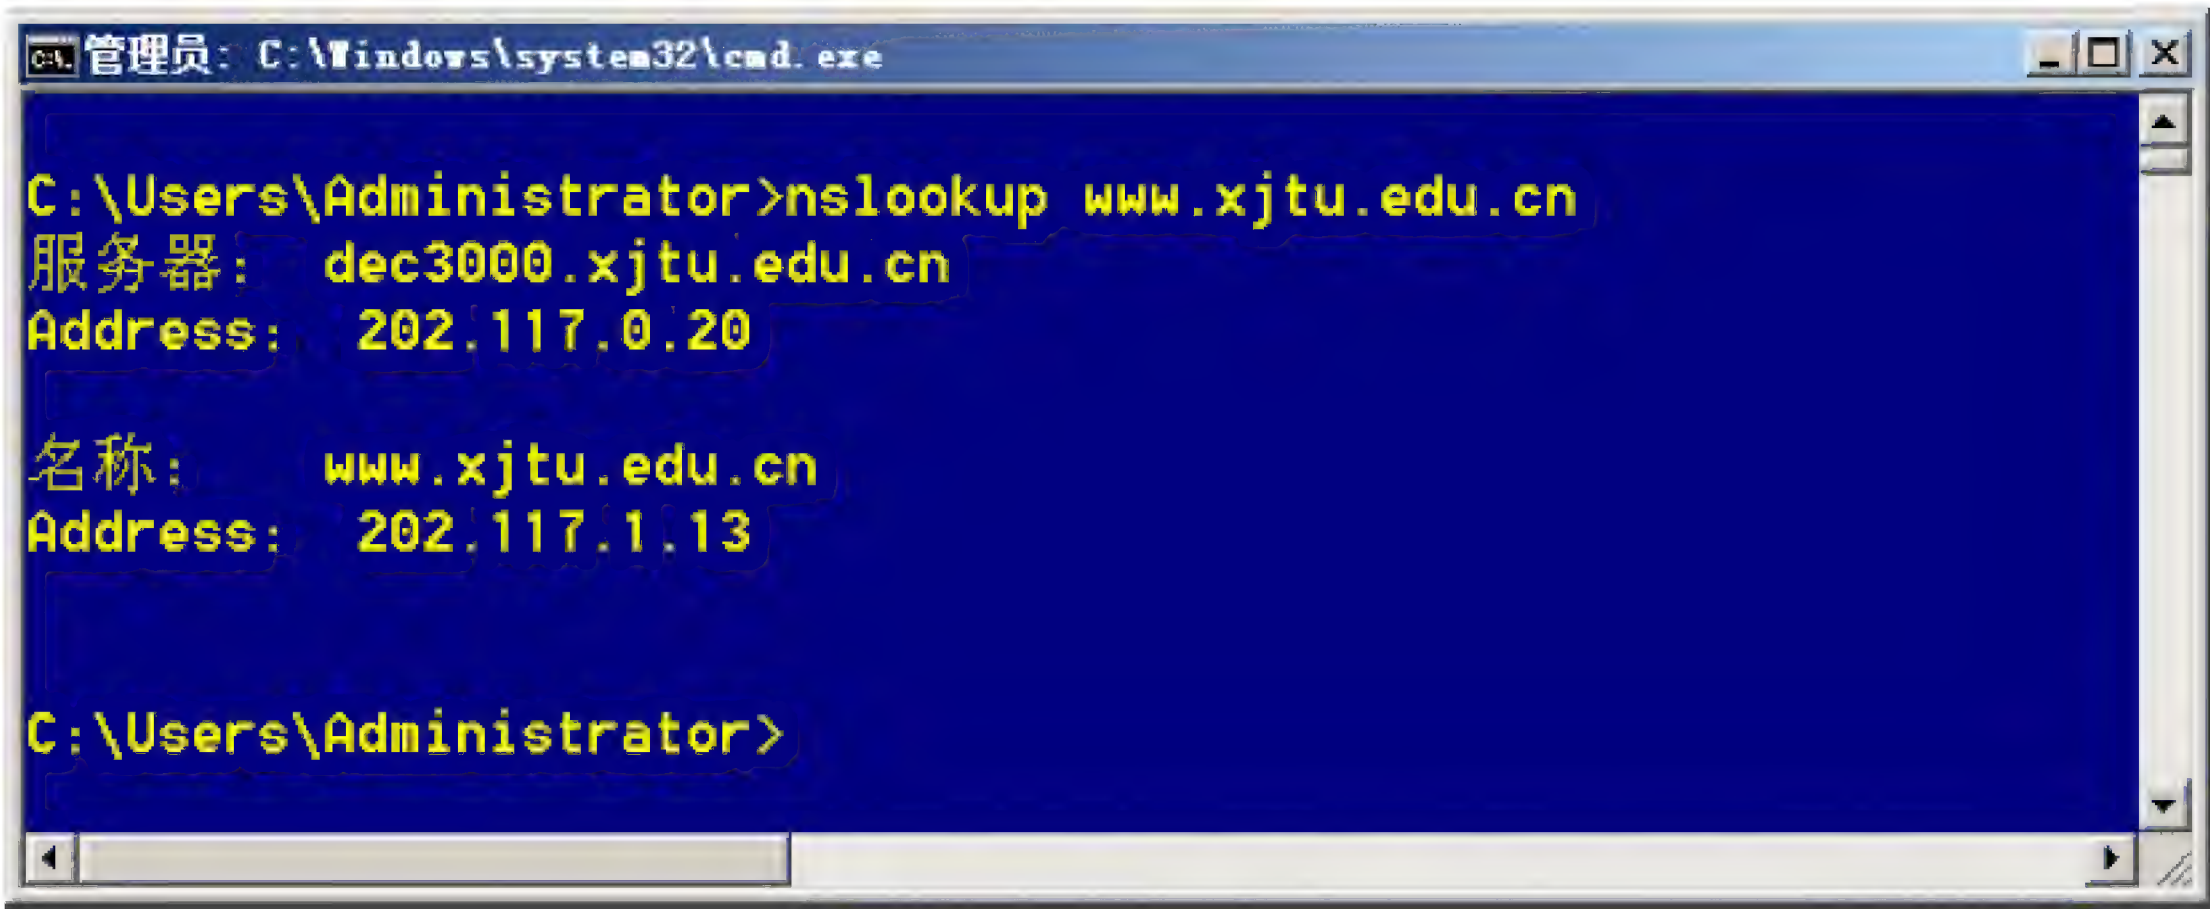 管理员: C:\Windows\system32\cmd.exe
C:\Users\Administrator>nslookup www.xjtu.edu.cn
服务器:  dec3000.xjtu.edu.cn
Address:  202.117.0.20
名称:    www.xjtu.edu.cn
Address:  202.117.1.13
C:\Users\Administrator>